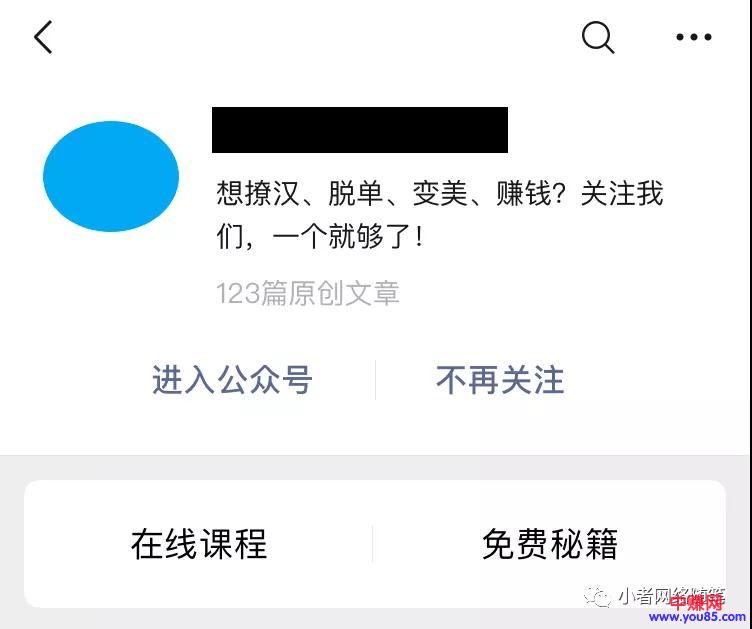 想撩汉、脱单、变美、赚钱？关注我
们，一个就够了！
123篇原创文章
进入公众号
不再关注
在线课程
免费秘籍
小者网络随笔
中赚网
www.you85.com